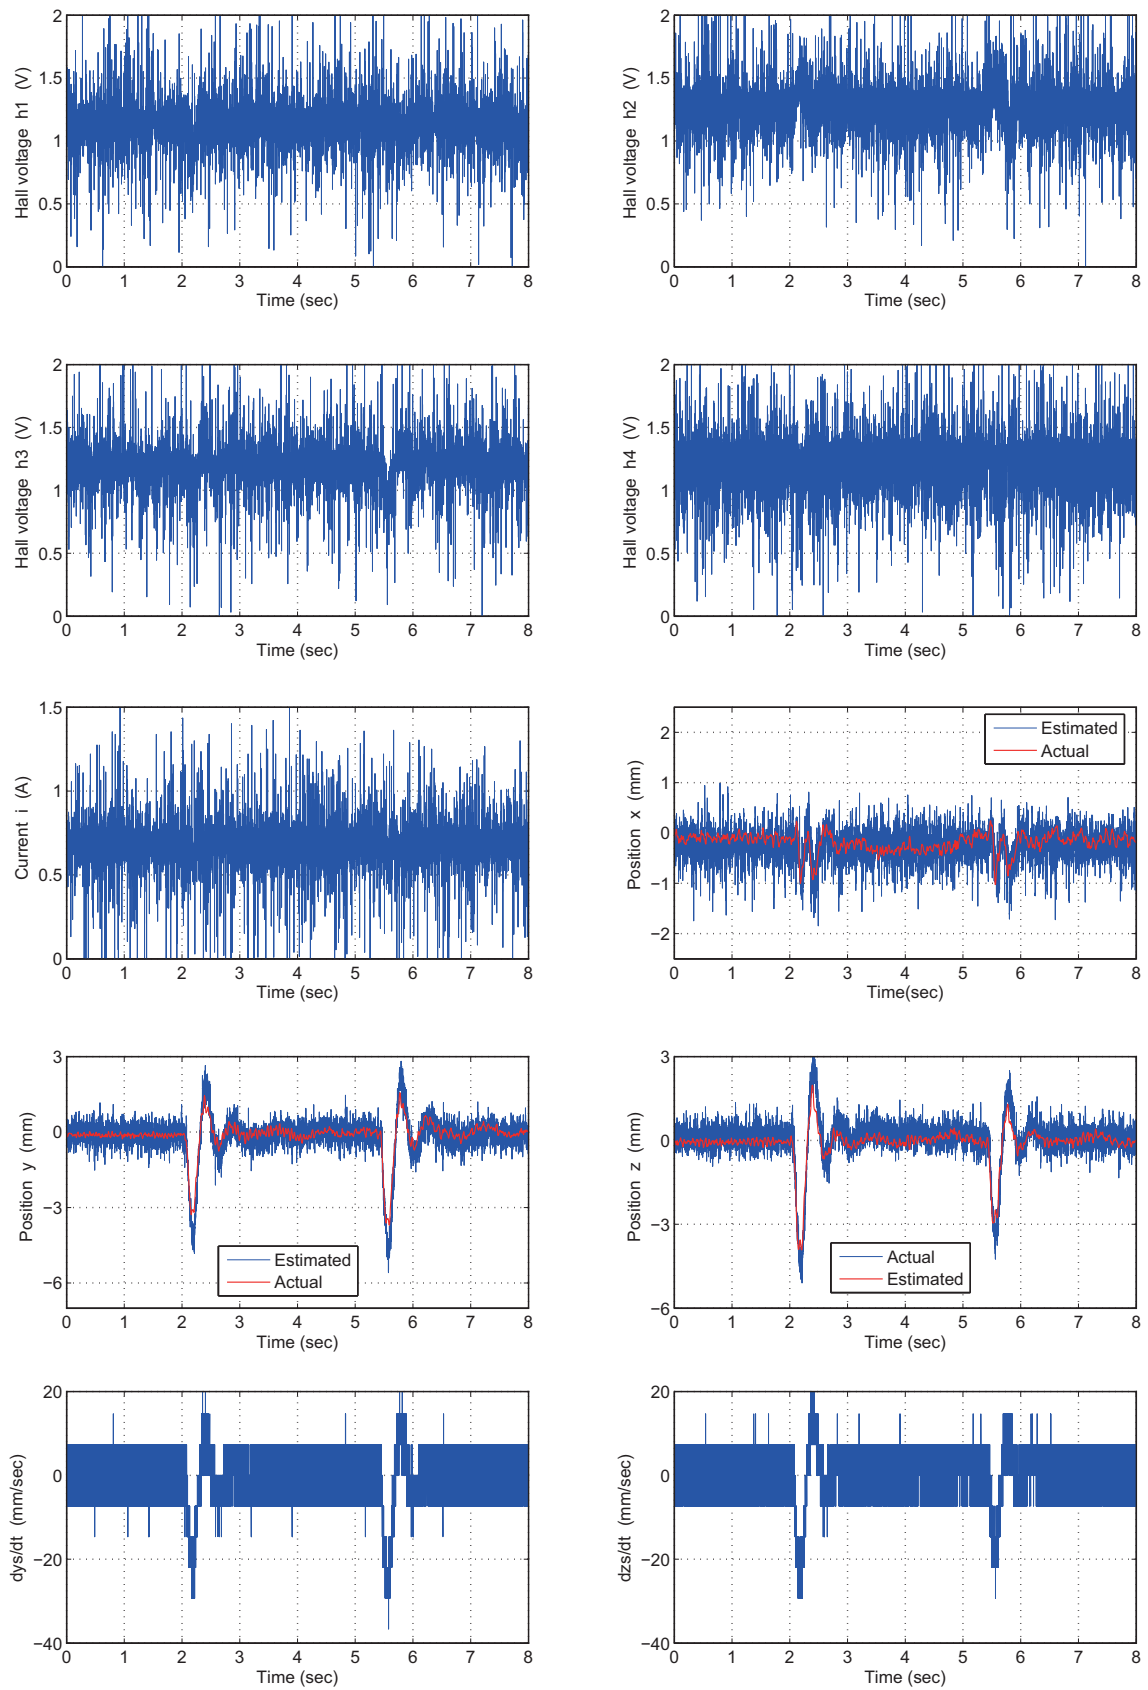 2
1.5
1
0.5
0
Hall voltage h1 (V)
0 1 2 3 4 5 6 7 8
Time (sec)
2
1.5
1
0.5
0
Hall voltage h2 (V)
0 1 2 3 4 5 6 7 8
Time (sec)
2
1.5
1
0.5
0
Hall voltage h3 (V)
0 1 2 3 4 5 6 7 8
Time (sec)
2
1.5
1
0.5
0
Hall voltage h4 (V)
0 1 2 3 4 5 6 7 8
Time (sec)
1.5
1
0.5
0
Current i (A)
0 1 2 3 4 5 6 7 8
Time (sec)
2
1
0
−1
−2
Position x (mm)
Estimated
Actual
0 1 2 3 4 5 6 7 8
Time(sec)
3
0
−3
−6
Position y (mm)
Estimated
Actual
0 1 2 3 4 5 6 7 8
Time (sec)
3
0
−3
−6
Position z (mm)
Actual
Estimated
0 1 2 3 4 5 6 7 8
Time (sec)
20
0
−20
−40
dys/dt (mm/sec)
0 1 2 3 4 5 6 7 8
Time (sec)
20
0
−20
−40
dzs/dt (mm/sec)
0 1 2 3 4 5 6 7 8
Time (sec)